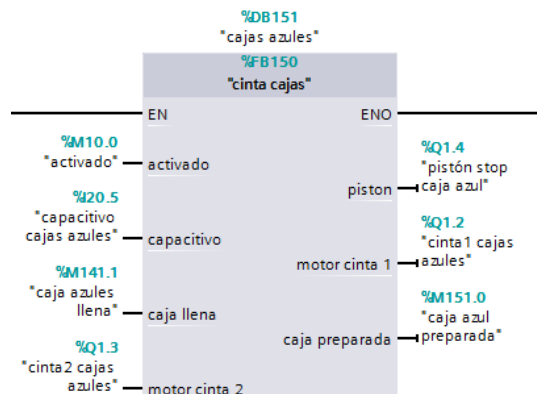 %DB151
"cajas azules"
%FB150
"cinta cajas"
EN
ENO
%M10.0
"activado"
activado
%Q1.4
"pistón stop
caja azul"
piston
%I20.5
"capacitivo
cajas azules"
capacitivo
%Q1.2
"cinta1 cajas
azules"
motor cinta 1
%M141.1
"caja azules
llena"
caja llena
%M151.0
"caja azul
preparada"
caja preparada
%Q1.3
"cinta2 cajas
azules"
motor cinta 2